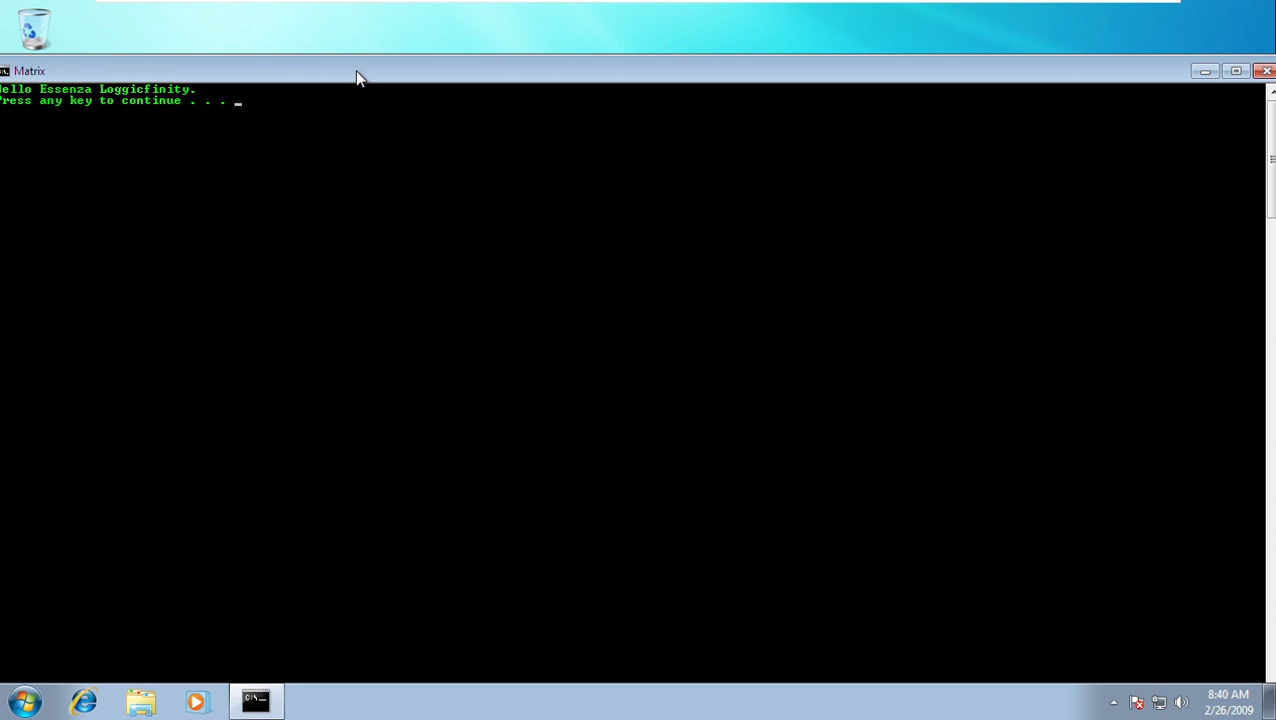 Matrix
Hello Essenza Loggicfinity.
Press any key to continue . . .
C:\
8:40 AM
2/26/2009